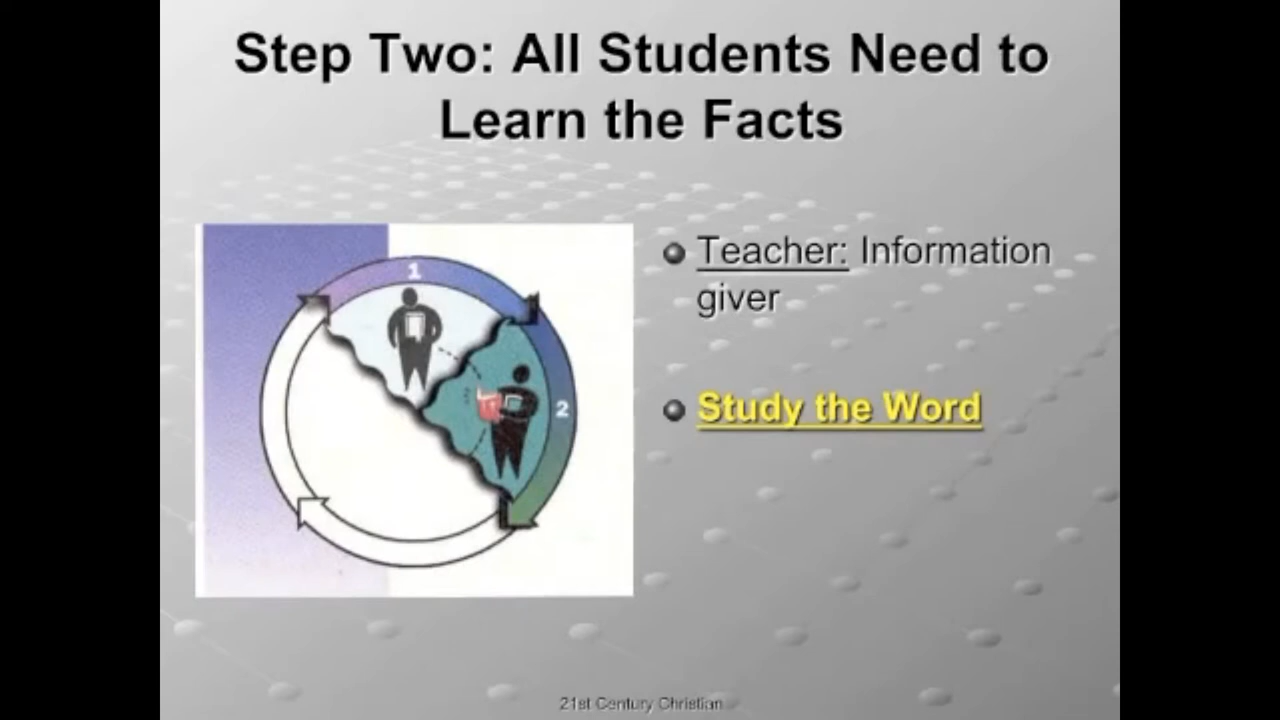 Step Two: All Students Need to
Learn the Facts
1
2
Teacher: Information
giver
Study the Word
21st Century Christian